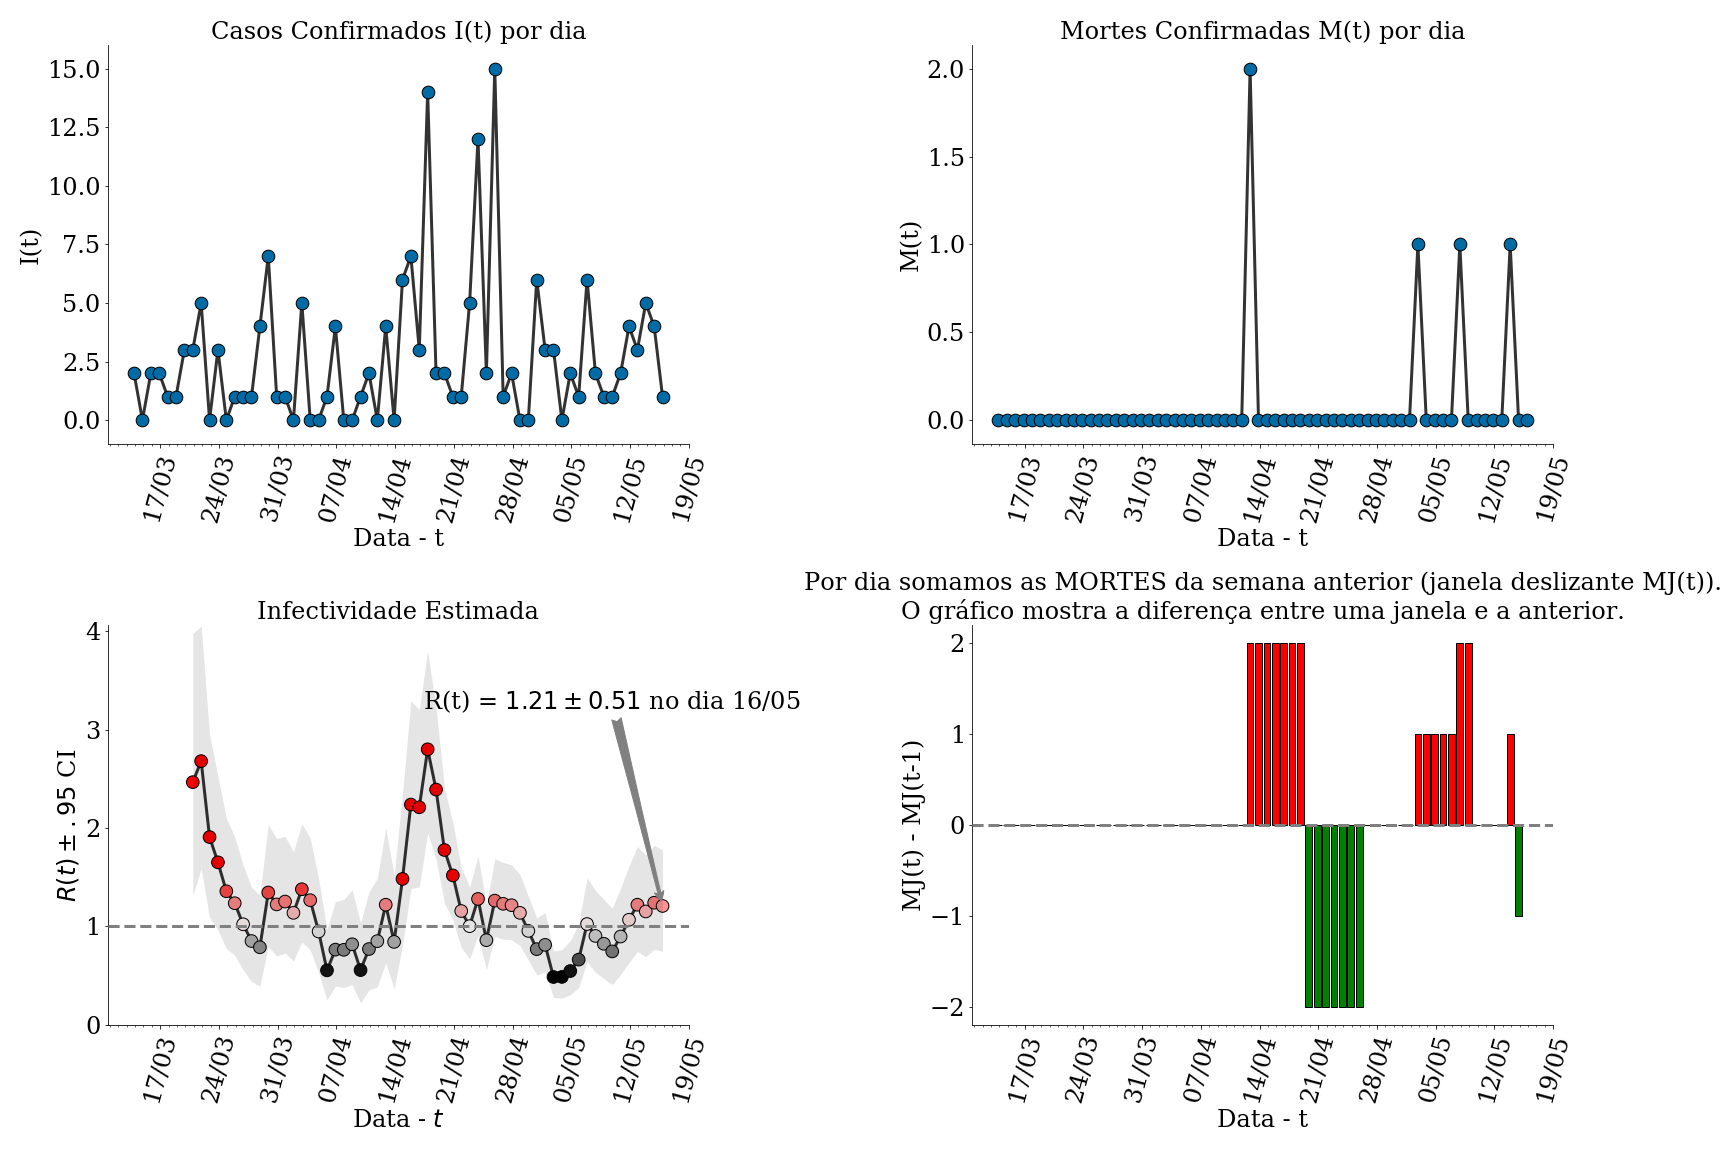 Casos Confirmados I(t) por dia
15.0
12.5
10.0
7.5
5.0
2.5
0.0
I(t)
17/03 24/03 31/03 07/04 14/04 21/04 28/04 05/05 12/05 19/05
Data - t
Mortes Confirmadas M(t) por dia
2.0
1.5
1.0
0.5
0.0
M(t)
17/03 24/03 31/03 07/04 14/04 21/04 28/04 05/05 12/05 19/05
Data - t
Infectividade Estimada
4
3
2
1
0
R(t) ± .95 CI
R(t) = 1.21 ± 0.51 no dia 16/05
17/03 24/03 31/03 07/04 14/04 21/04 28/04 05/05 12/05 19/05
Data - t
Por dia somamos as MORTES da semana anterior (janela deslizante MJ(t)).
O gráfico mostra a diferença entre uma janela e a anterior.
2
1
0
−1
−2
MJ(t) - MJ(t-1)
17/03 24/03 31/03 07/04 14/04 21/04 28/04 05/05 12/05 19/05
Data - t